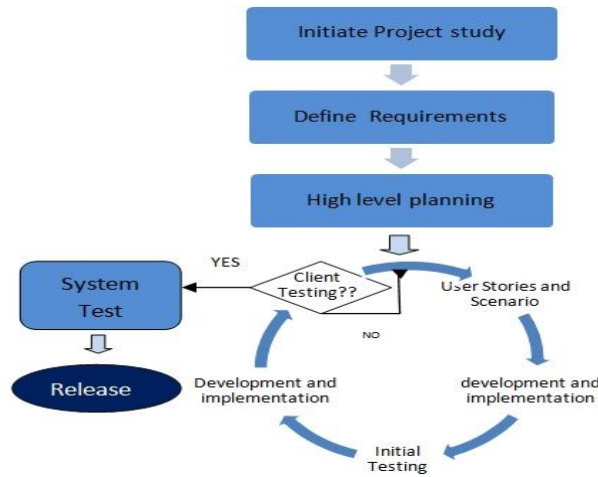 Initiate Project study
Define Requirements
High level planning
YES
Client
Testing??
System
Test
User Stories and
Scenario
NO
Release
Development and
implementation
development and
implementation
Initial
Testing